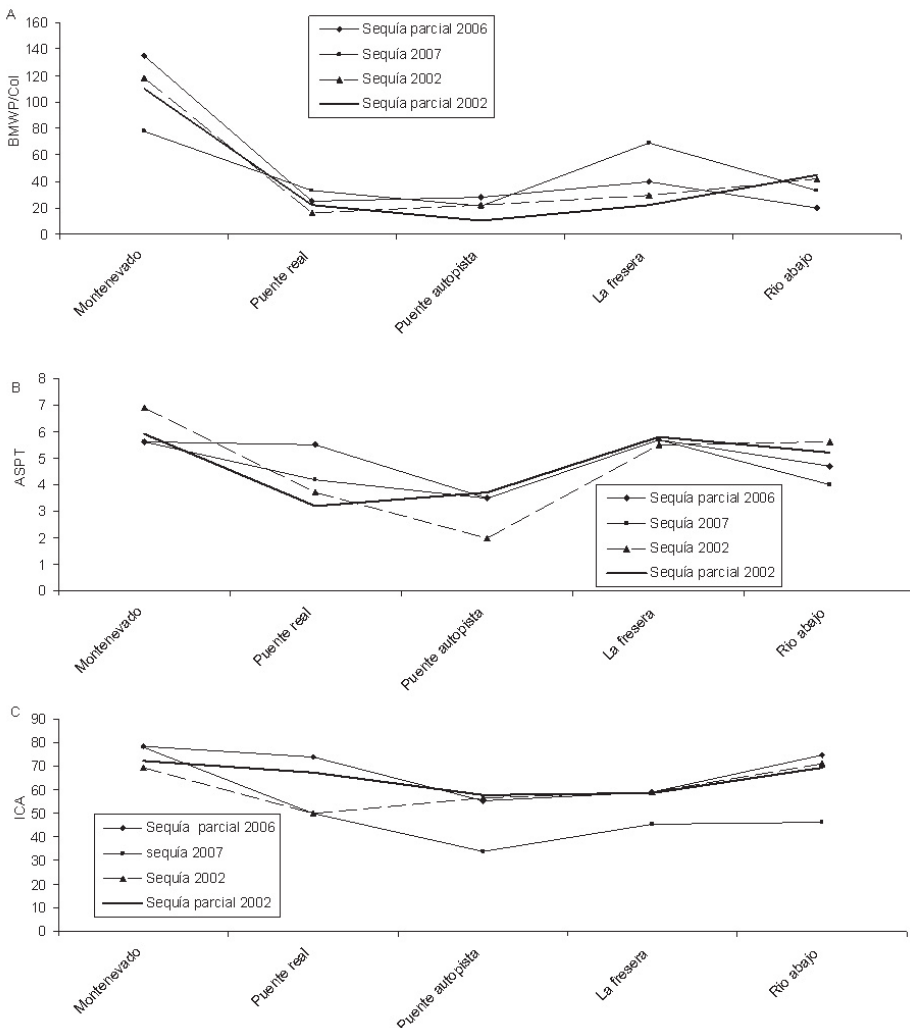 A
160
140
120
100
80
60
40
20
0
BMWP/Col
Sequía parcial 2006
Sequía 2007
Sequía 2002
Sequía parcial 2002
Montenevado
Puente real
Puente autopista
La fresera
Rio abajo
B
8
7
6
5
4
3
2
1
0
ASPT
Sequía parcial 2006
Sequía 2007
Sequía 2002
Sequía parcial 2002
Montenevado
Puente real
Puente autopista
La fresera
Rio abajo
C
90
80
70
60
50
40
30
20
10
0
ICA
Sequía parcial 2006
sequía 2007
Sequía 2002
Sequía parcial 2002
Montenevado
Puente real
Puente autopista
La fresera
Rio abajo